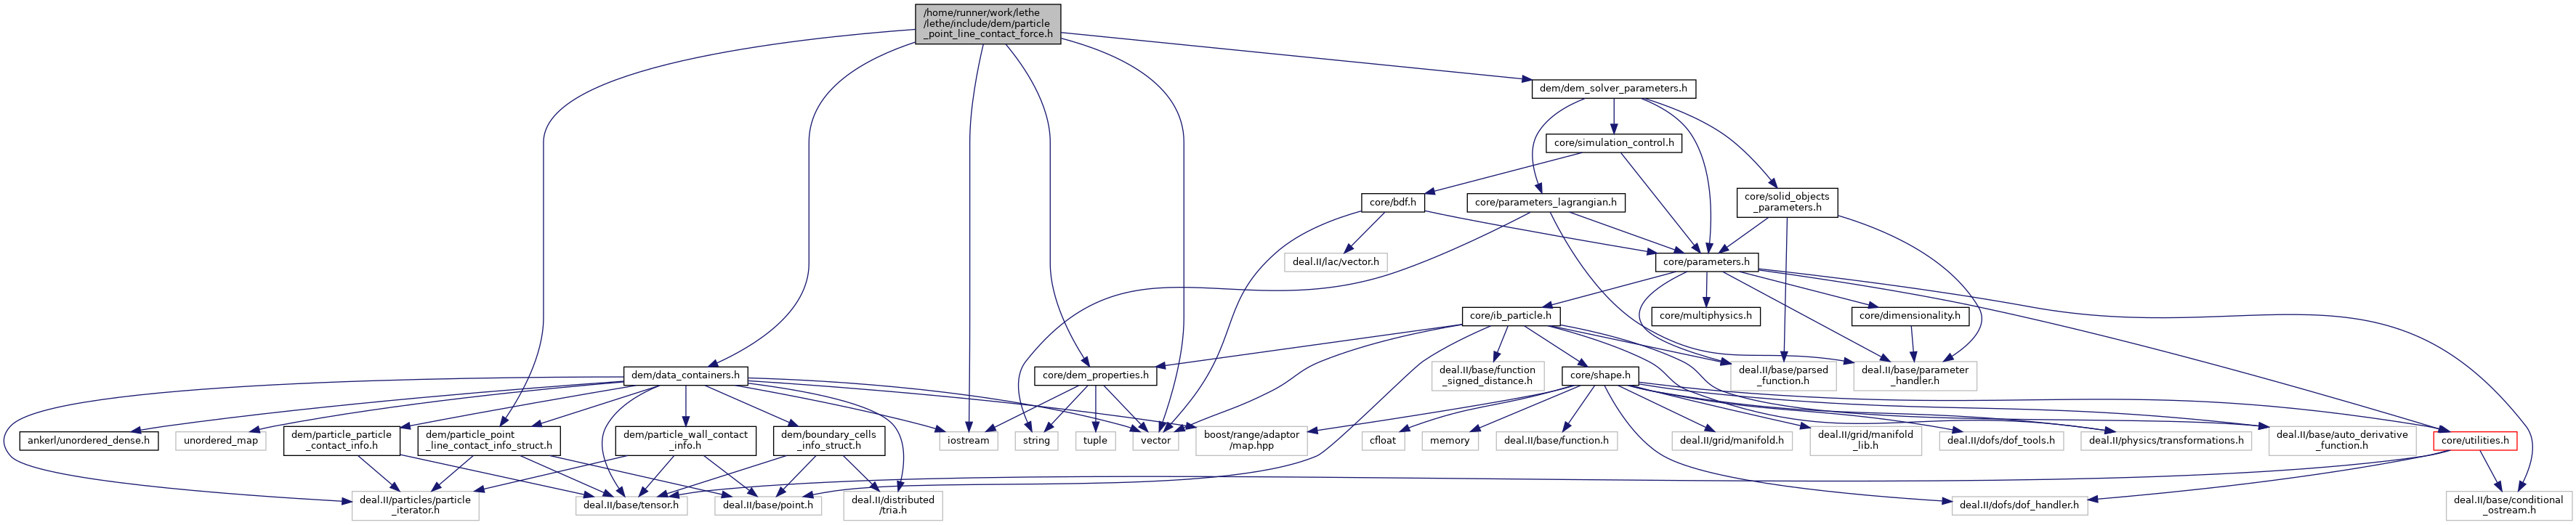 /home/runner/work/lethe
/lethe/include/dem/particle
_point_line_contact_force.h
dem/dem_solver_parameters.h
core/simulation_control.h
core/bdf.h
core/parameters_lagrangian.h
core/solid_objects
_parameters.h
deal.II/lac/vector.h
core/parameters.h
core/ib_particle.h
core/multiphysics.h
core/dimensionality.h
dem/data_containers.h
core/dem_properties.h
deal.II/base/function
_signed_distance.h
core/shape.h
deal.II/base/parsed
_function.h
deal.II/base/parameter
_handler.h
ankerl/unordered_dense.h
unordered_map
dem/particle_particle
_contact_info.h
dem/particle_point
_line_contact_info_struct.h
dem/particle_wall_contact
_info.h
dem/boundary_cells
_info_struct.h
iostream
string
tuple
vector
boost/range/adaptor
/map.hpp
cfloat
memory
deal.II/base/function.h
deal.II/grid/manifold.h
deal.II/grid/manifold
_lib.h
deal.II/dofs/dof_tools.h
deal.II/physics/transformations.h
deal.II/base/auto_derivative
_function.h
core/utilities.h
deal.II/particles/particle
_iterator.h
deal.II/base/tensor.h
deal.II/base/point.h
deal.II/distributed
/tria.h
deal.II/dofs/dof_handler.h
deal.II/base/conditional
_ostream.h